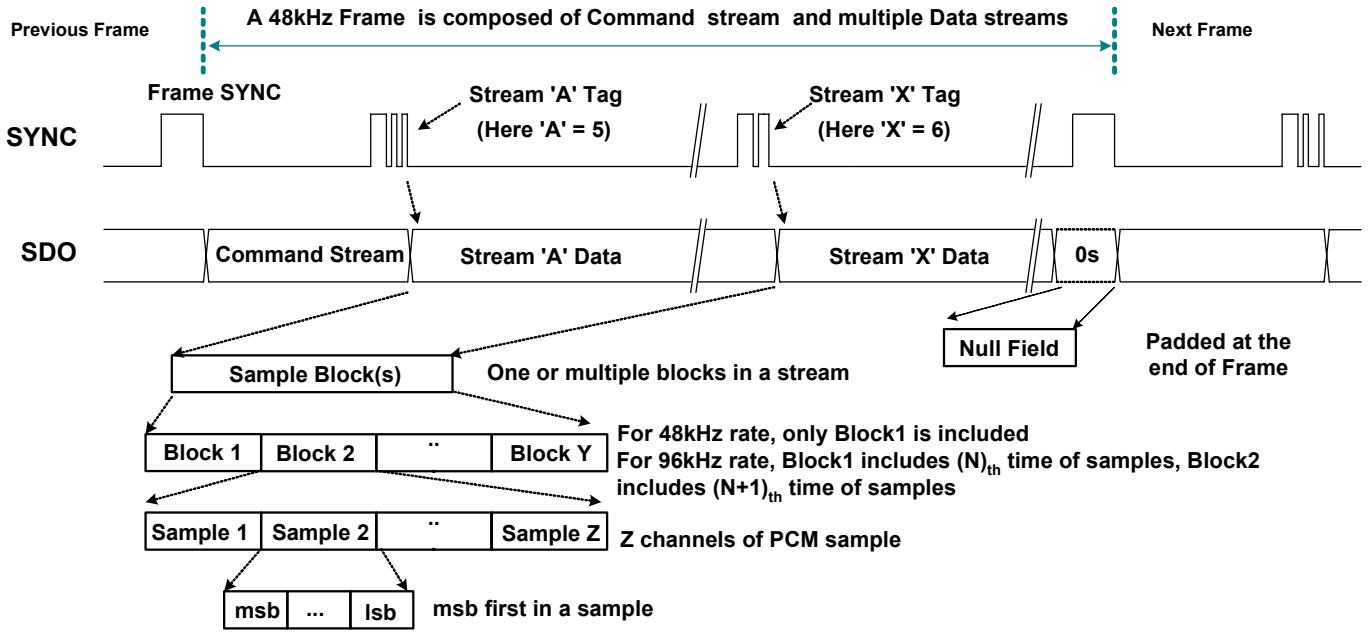 A 48kHz Frame is composed of Command stream and multiple Data streams
Previous Frame
Next Frame
Frame SYNC
Stream 'A' Tag
(Here 'A' = 5)
Stream 'X' Tag
(Here 'X' = 6)
SYNC
SDO
Command Stream
Stream 'A' Data
Stream 'X' Data
0s
Null Field
Padded at the
end of Frame
Sample Block(s)
One or multiple blocks in a stream
Block 1
Block 2
..
Block Y
For 48kHz rate, only Block1 is included
For 96kHz rate, Block1 includes (N)th time of samples, Block2
includes (N+1)th time of samples
Sample 1
Sample 2
..
Sample Z
Z channels of PCM sample
msb
...
lsb
msb first in a sample